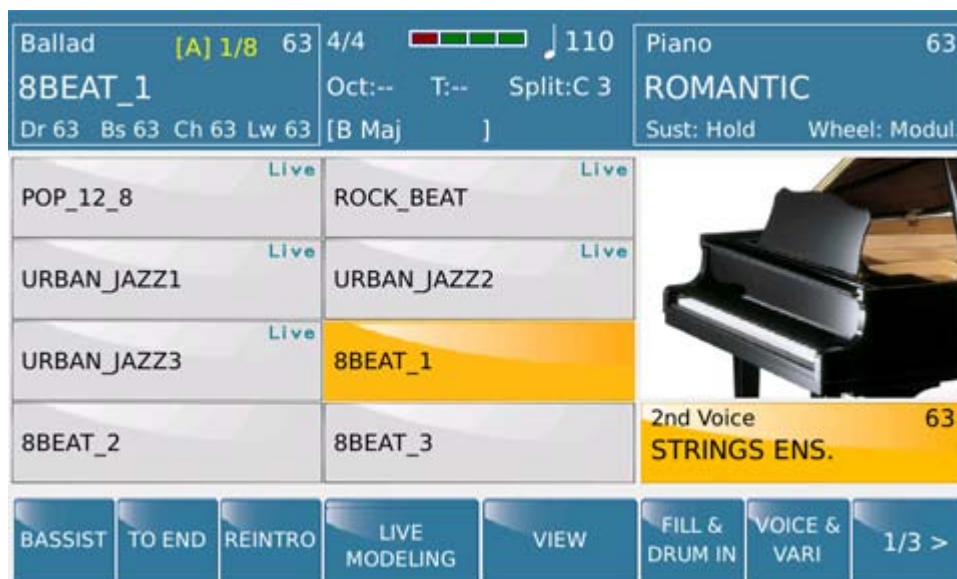 Ballad [A] 1/8 63
8BEAT_1
Dr 63 Bs 63 Ch 63 Lw 63
4/4 110
Oct:-- T:-- Split:C 3
[B Maj ]
Piano 63
ROMANTIC
Sust: Hold Wheel: Modul.
Live
POP_12_8
Live
ROCK_BEAT
Live
URBAN_JAZZ1
Live
URBAN_JAZZ2
Live
URBAN_JAZZ3
8BEAT_1
8BEAT_2
8BEAT_3
2nd Voice 63
STRINGS ENS.
BASSIST
TO END
REINTRO
LIVE
MODELING
VIEW
FILL &
DRUM IN
VOICE &
VARI
1/3 >